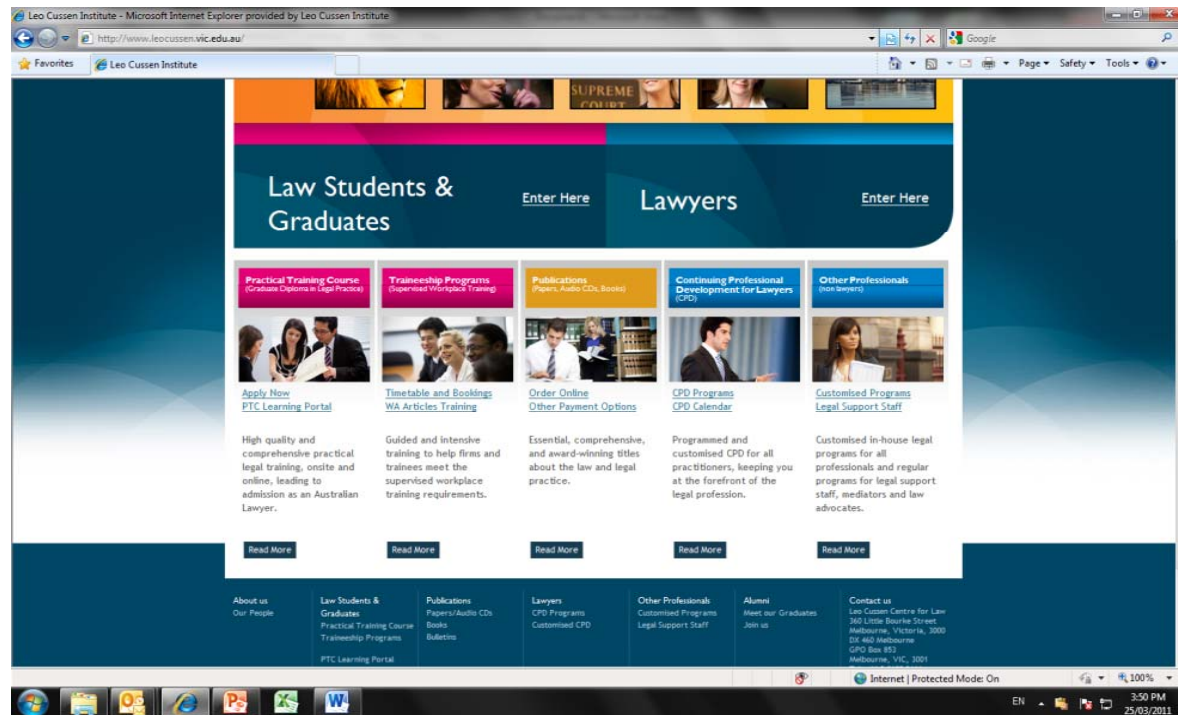 Leo Cussen Institute - Microsoft Internet Explorer provided by Leo Cussen Institute
http://www.leocussen.vic.edu.au/
Google
Favorites
Leo Cussen Institute
Page
Safety
Tools
SUPREME
COURT
Law Students &
Graduates
Enter Here
Lawyers
Enter Here
Practical Training Course
(Graduate Diploma in Legal Practice)
Traineeship Programs
(Supervised Workplace Training)
Publications
(Papers, Audio CDs, Books)
Continuing Professional
Development for Lawyers
(CPD)
Other Professionals
(non lawyers)
Apply Now
PTC Learning Portal
Timetable and Bookings
WA Articles Training
Order Online
Other Payment Options
CPD Programs
CPD Calendar
Customised Programs
Legal Support Staff
High quality and
comprehensive practical
legal training, onsite and
online, leading to
admission as an Australian
Lawyer.
Guided and intensive
training to help firms and
trainees meet the
supervised workplace
training requirements.
Essential, comprehensive,
and award-winning titles
about the law and legal
practice.
Programmed and
customised CPD for all
practitioners, keeping you
at the forefront of the
legal profession.
Customised in-house legal
programs for all
professionals and regular
programs for legal support
staff, mediators and law
advocates.
Read More
Read More
Read More
Read More
Read More
About us
Our People
Law Students &
Graduates
Practical Training Course
Traineeship Programs
PTC Learning Portal
Publications
Papers/Audio CDs
Books
Bulletins
Lawyers
CPD Programs
Customised CPD
Other Professionals
Customised Programs
Legal Support Staff
Alumni
Meet our Graduates
Join us
Contact us
Leo Cussen Centre for Law
360 Little Bourke Street
Melbourne, Victoria, 3000
DX 460 Melbourne
GPO Box 852
Melbourne, VIC, 3001
Internet | Protected Mode: On
100%
EN
3:50 PM
25/03/2011